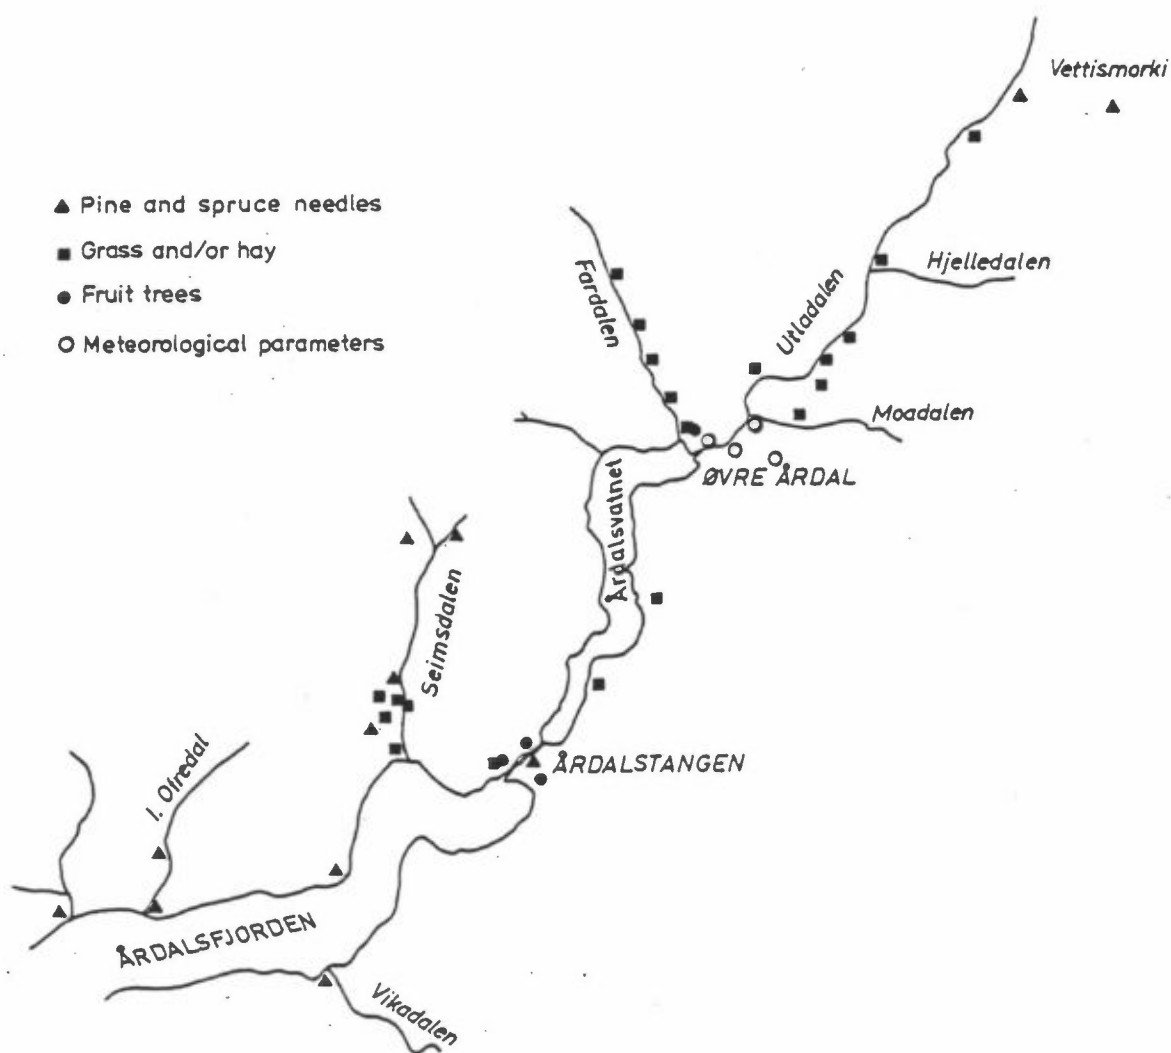 Vettismorki
Pine and spruce needles
Grass and/or hay
Fruit trees
Meteorological parameters
Fardalen
Utladalen
Hjelledalen
Moadalen
ØVRE ÅRDAL
Årdalsvatnet
Seimsdalen
ÅRDALSTANGEN
I. Ofredal
ÅRDALSFJORDEN
Vikadalen